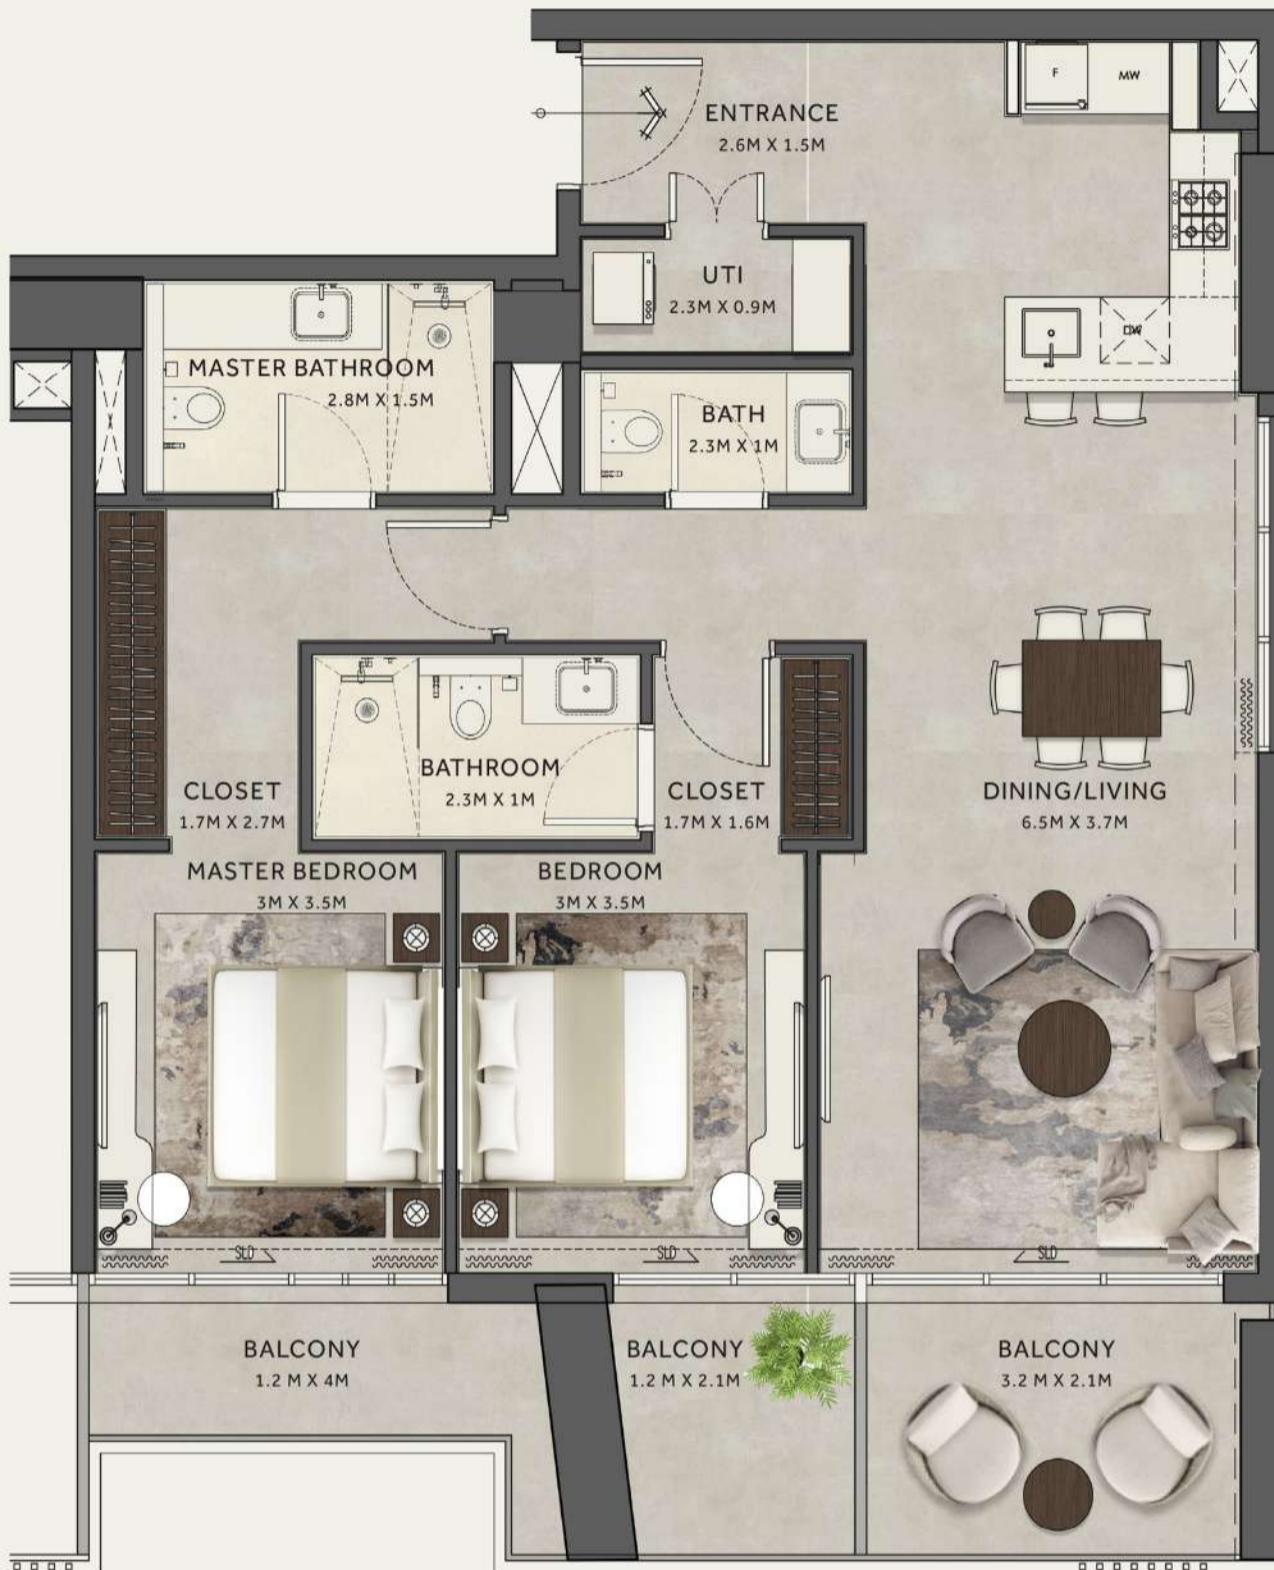 F
MW
ENTRANCE
2.6M X 1.5M
UTI
2.3M X 0.9M
DW
MASTER BATHROOM
2.8M X 1.5M
BATH
2.3M X 1M
BATHROOM
2.3M X 1M
CLOSET
1.7M X 2.7M
CLOSET
1.7M X 1.6M
DINING/LIVING
6.5M X 3.7M
MASTER BEDROOM
3M X 3.5M
BEDROOM
3M X 3.5M
SLD
SLD
SLD
BALCONY
1.2 M X 4M
BALCONY
1.2 M X 2.1M
BALCONY
3.2 M X 2.1M